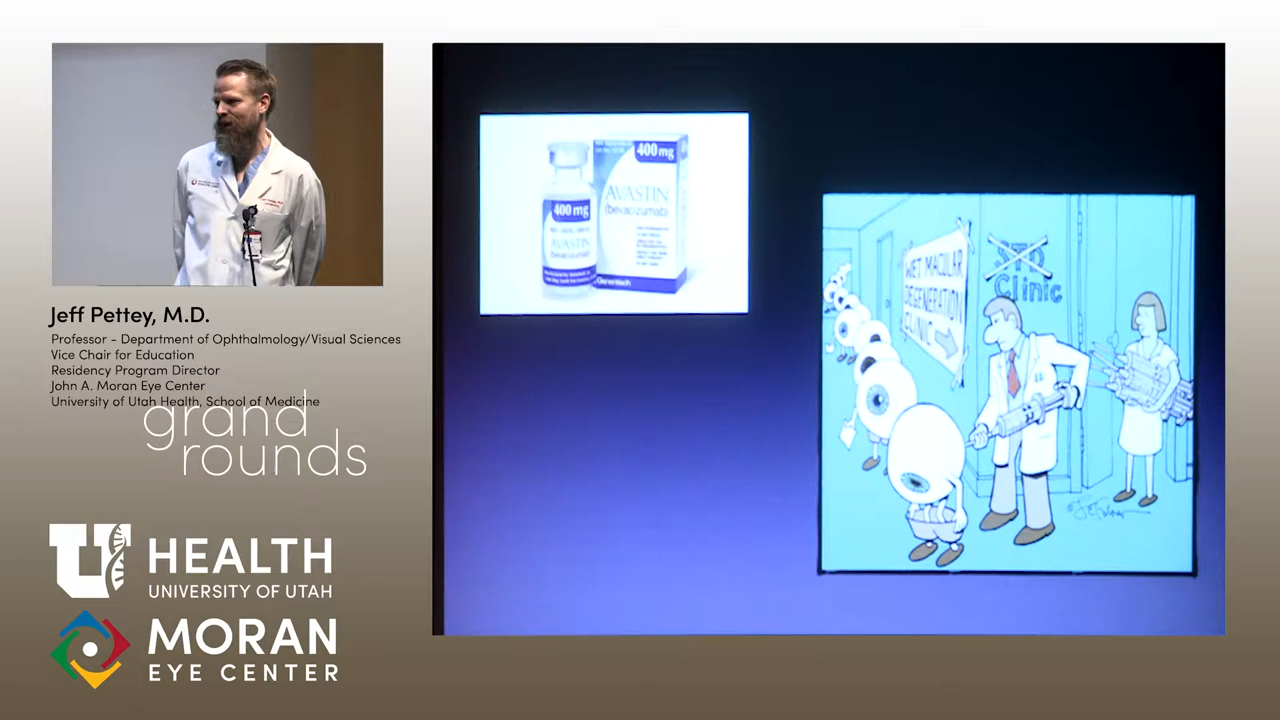 Jeff Pettey, M.D.
Professor - Department of Ophthalmology/Visual Sciences
Vice Chair for Education
Residency Program Director
John A. Moran Eye Center
University of Utah Health, School of Medicine
grand
rounds
U HEALTH
UNIVERSITY OF UTAH
MORAN
EYE CENTER
400 mg
AVASTIN
(bevacizumab)
400 mg
AVASTIN
bevacizumab
Genentech
WET MACULAR
DEGENERATION
CLINIC
STD
Clinic